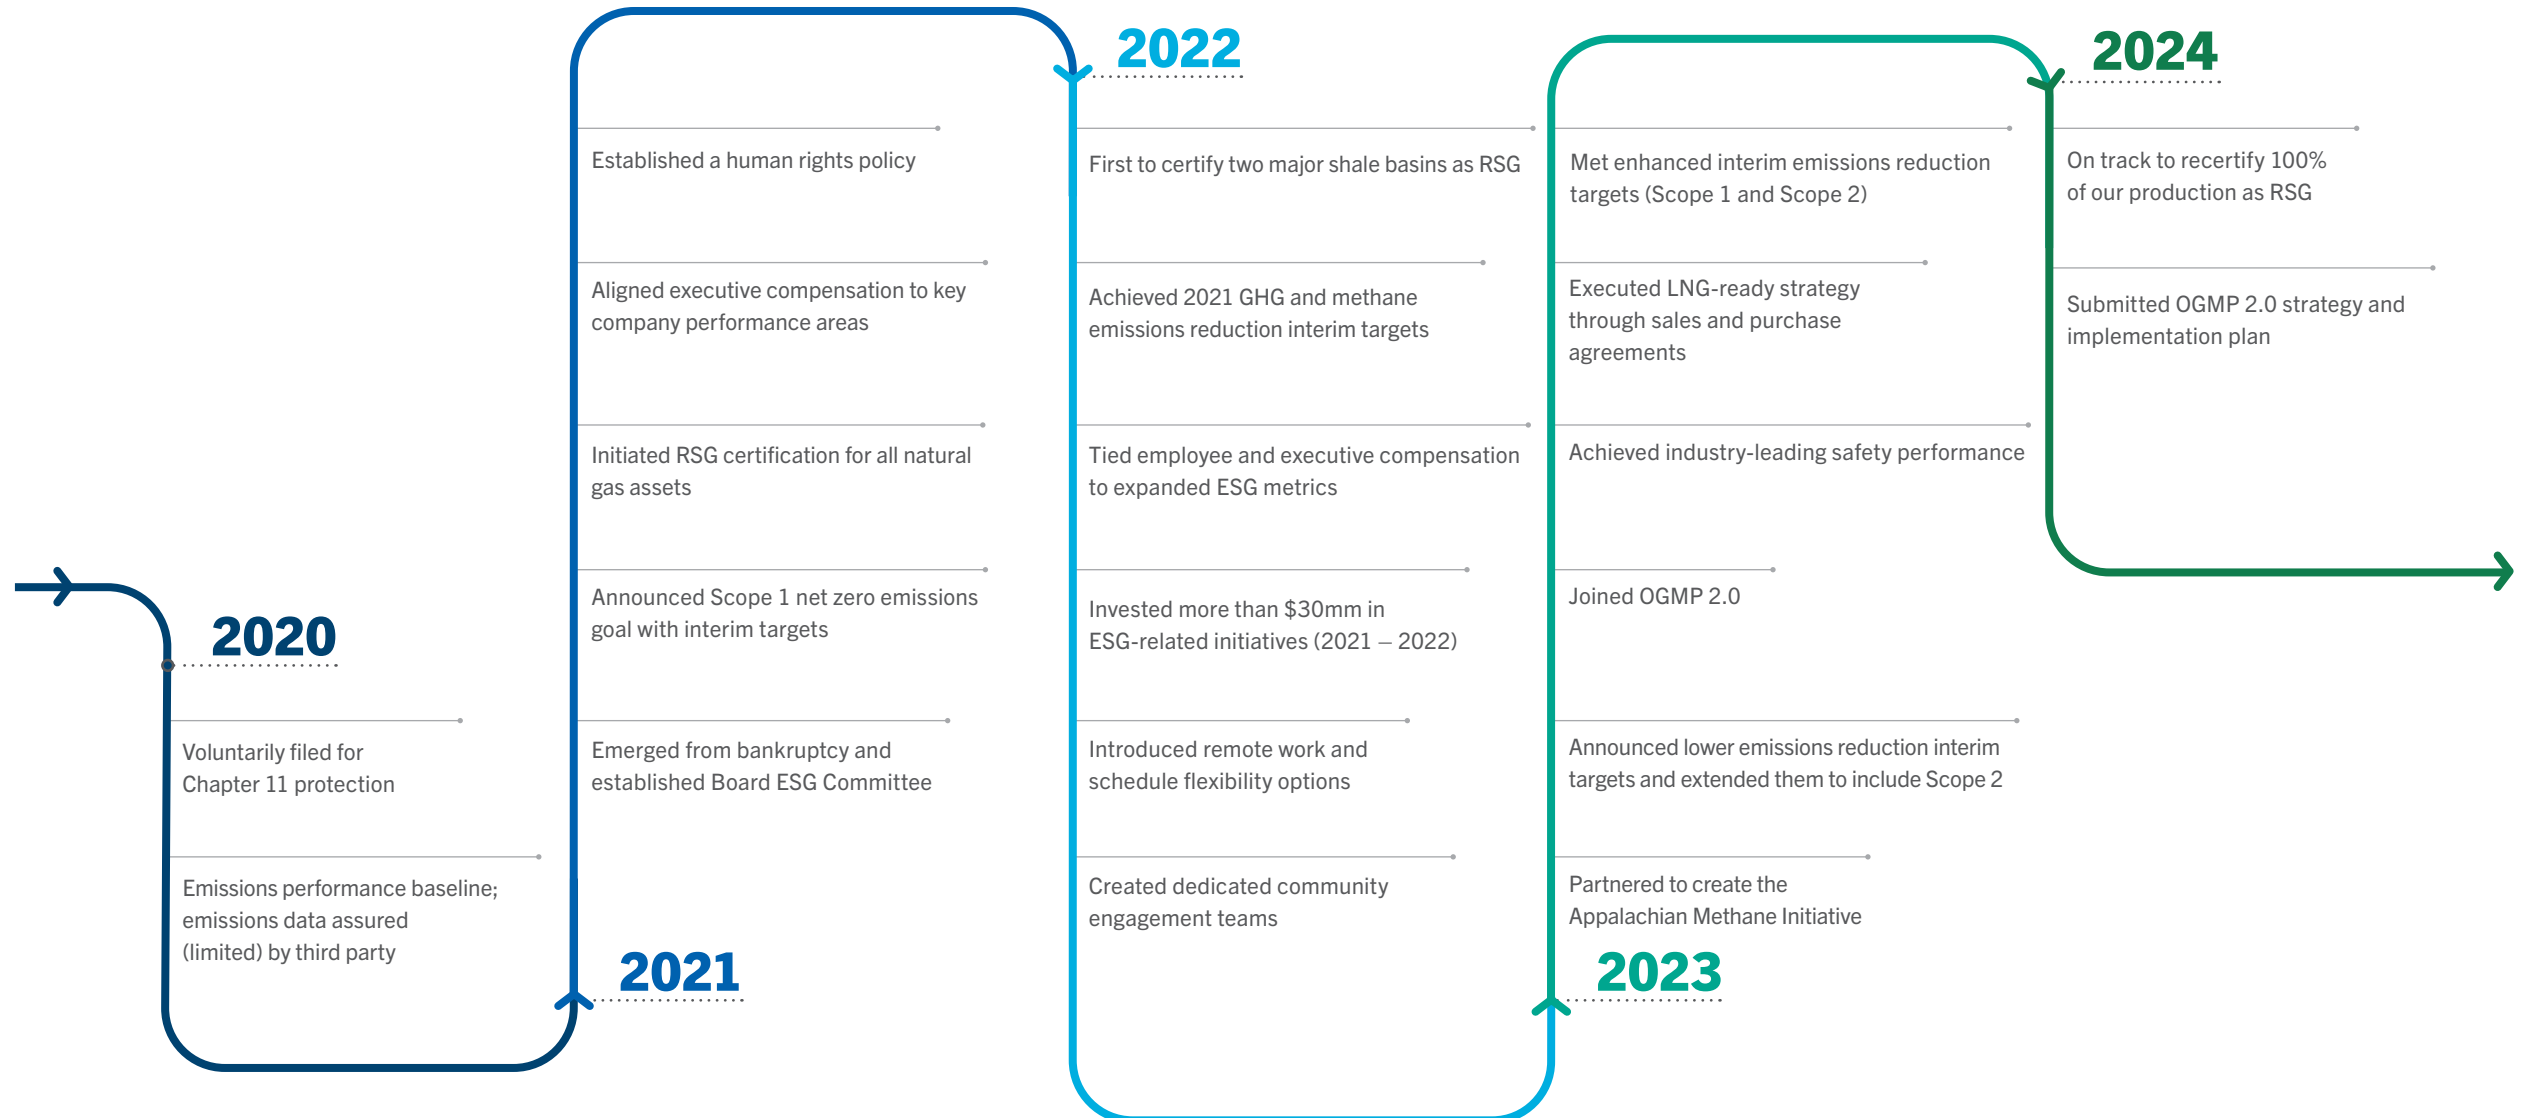 2020
Voluntarily filed for
Chapter 11 protection
Emissions performance baseline;
emissions data assured
(limited) by third party
2021
Established a human rights policy
Aligned executive compensation to key
company performance areas
Initiated RSG certification for all natural
gas assets
Announced Scope 1 net zero emissions
goal with interim targets
Emerged from bankruptcy and
established Board ESG Committee
2022
First to certify two major shale basins as RSG
Achieved 2021 GHG and methane
emissions reduction interim targets
Tied employee and executive compensation
to expanded ESG metrics
Invested more than $30mm in
ESG-related initiatives (2021 – 2022)
Introduced remote work and
schedule flexibility options
Created dedicated community
engagement teams
2023
Met enhanced interim emissions reduction
targets (Scope 1 and Scope 2)
Executed LNG-ready strategy
through sales and purchase
agreements
Achieved industry-leading safety performance
Joined OGMP 2.0
Announced lower emissions reduction interim
targets and extended them to include Scope 2
Partnered to create the
Appalachian Methane Initiative
2024
On track to recertify 100%
of our production as RSG
Submitted OGMP 2.0 strategy and
implementation plan